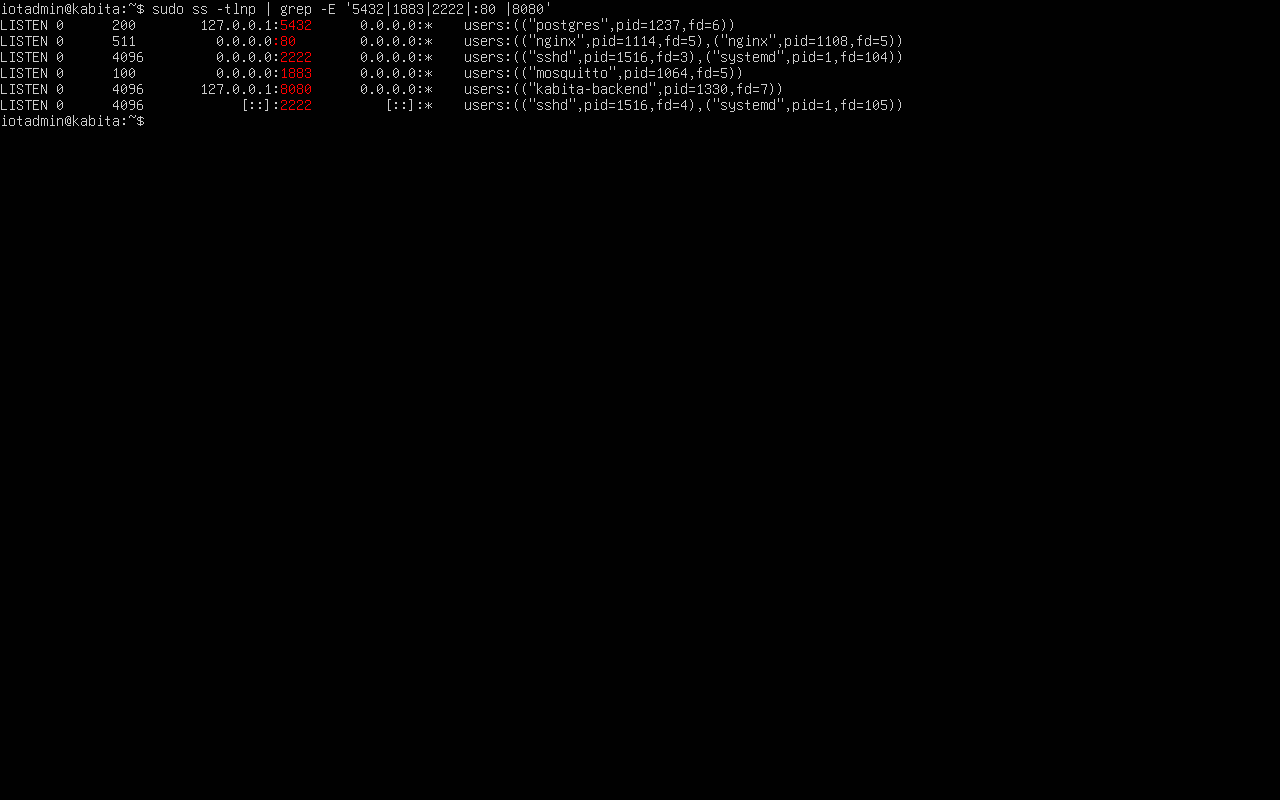 iotadmin@kabita:~$ sudo ss -tlnp | grep -E '5432|1883|2222|:80 |8080'
LISTEN 0      200        127.0.0.1:5432      0.0.0.0:*    users:(("postgres",pid=1237,fd=6))
LISTEN 0      511          0.0.0.0:80        0.0.0.0:*    users:(("nginx",pid=1114,fd=5),("nginx",pid=1108,fd=5))
LISTEN 0      4096         0.0.0.0:2222      0.0.0.0:*    users:(("sshd",pid=1516,fd=3),("systemd",pid=1,fd=104))
LISTEN 0      100          0.0.0.0:1883      0.0.0.0:*    users:(("mosquitto",pid=1064,fd=5))
LISTEN 0      4096       127.0.0.1:8080      0.0.0.0:*    users:(("kabita-backend",pid=1330,fd=7))
LISTEN 0      4096            [::]:2222         [::]:*    users:(("sshd",pid=1516,fd=4),("systemd",pid=1,fd=105))
iotadmin@kabita:~$